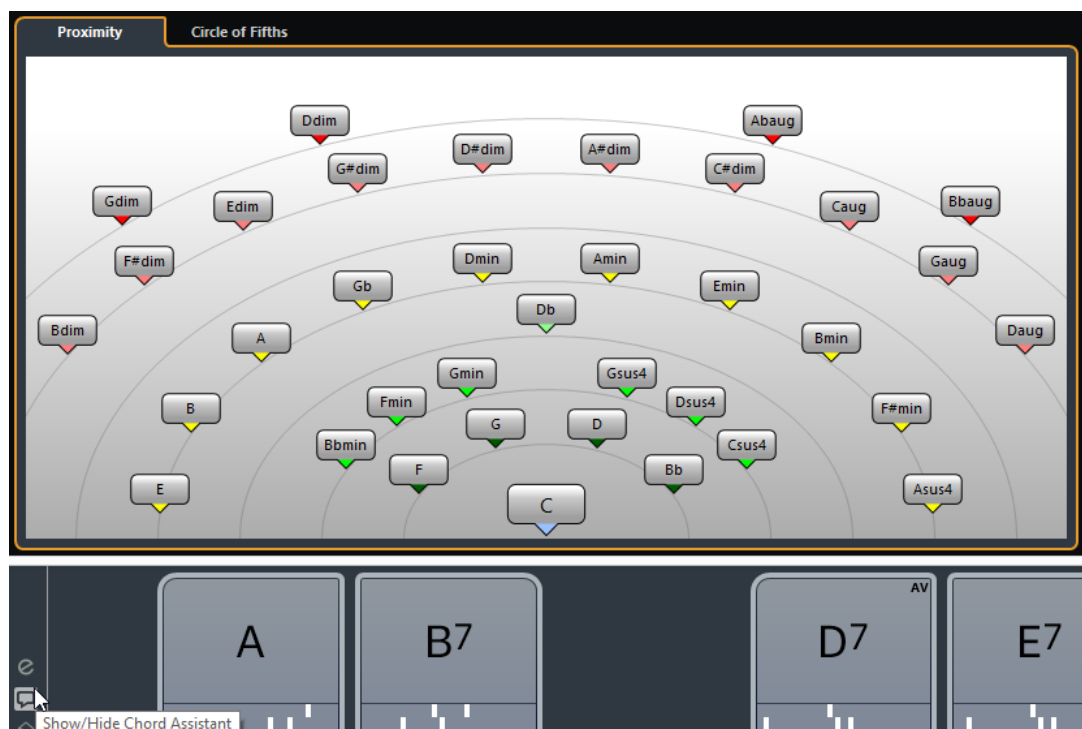 Proximity Circle of Fifths
Ddim Abaug
D#dim A#dim
G#dim C#dim
Gdim Edim Caug Bbaug
F#dim Dmin Amin Gaug
Gb Emin
Db
Bdim A Bmin Daug
Gmin Gsus4
Fmin Dsus4
B G D F#min
Bbmin Csus4
F Bb
E C Asus4
AV
A B7 D7 E7
e
Show/Hide Chord Assistant